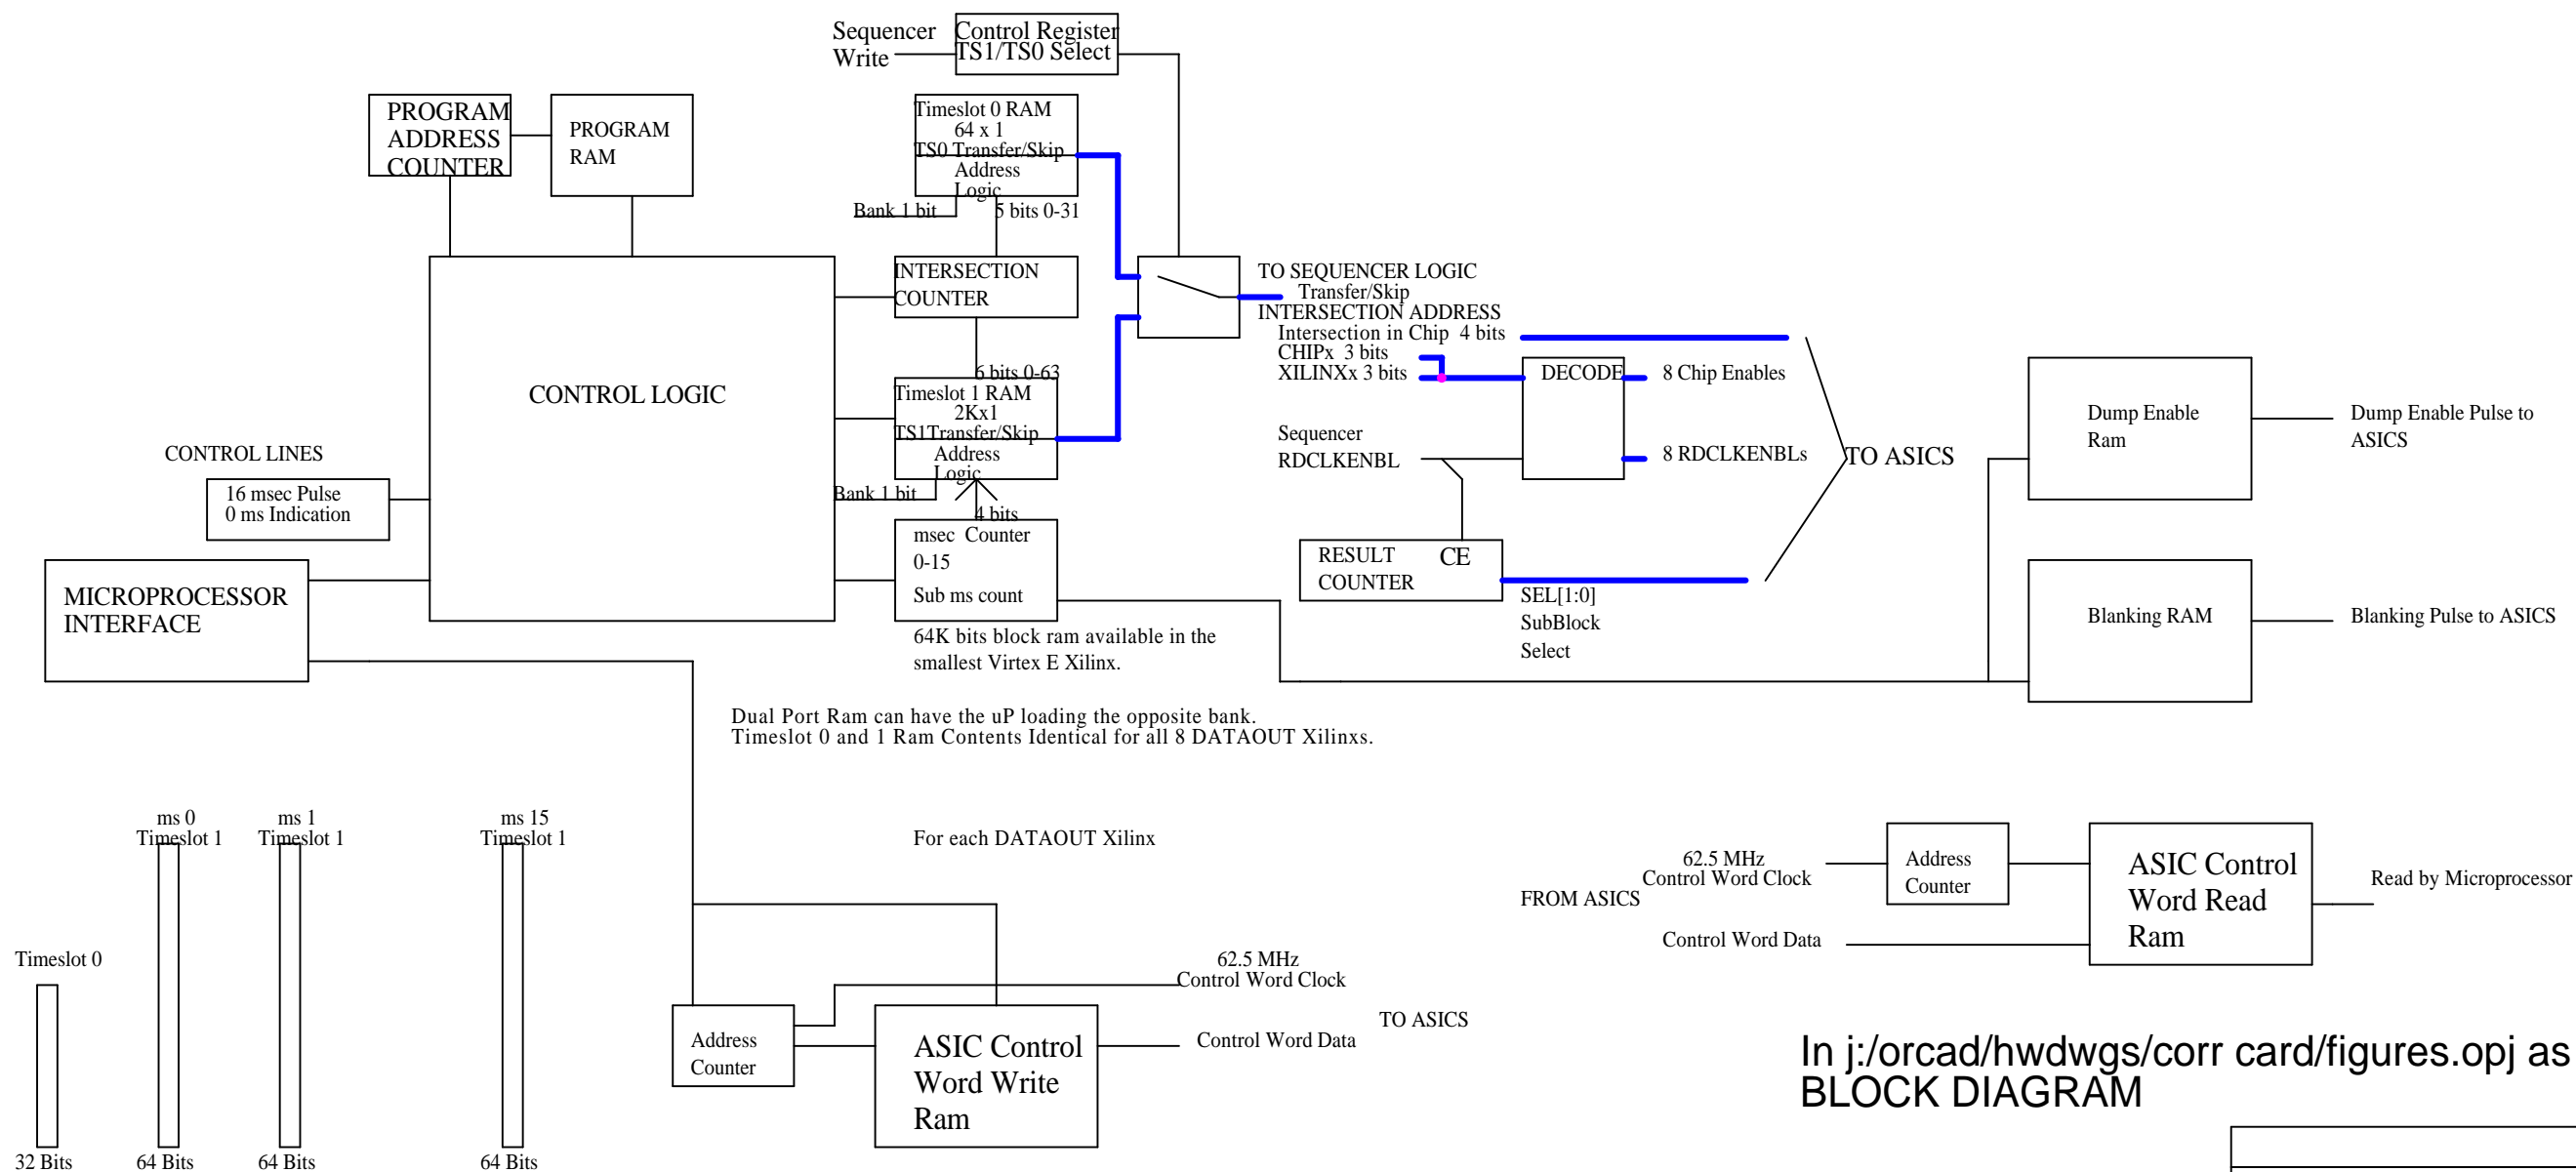 Sequencer
Write
Control Register
TS1/TS0 Select
PROGRAM
ADDRESS
COUNTER
PROGRAM
RAM
Timeslot 0 RAM
64 x 1
TS0 Transfer/Skip
Address
Logic
Bank 1 bit
5 bits 0-31
INTERSECTION
COUNTER
CONTROL LOGIC
6 bits 0-63
Timeslot 1 RAM
2Kx1
TS1Transfer/Skip
Address
Logic
Bank 1 bit
4 bits
msec Counter
0-15
Sub ms count
64K bits block ram available in the
smallest Virtex E Xilinx.
CONTROL LINES
16 msec Pulse
0 ms Indication
MICROPROCESSOR
INTERFACE
TO SEQUENCER LOGIC
Transfer/Skip
INTERSECTION ADDRESS
Intersection in Chip 4 bits
CHIPx 3 bits
XILINXx 3 bits
DECODE
8 Chip Enables
Sequencer
RDCLKENBL
8 RDCLKENBLs
TO ASICS
RESULT
COUNTER
CE
SEL[1:0]
SubBlock
Select
Dump Enable
Ram
Dump Enable Pulse to
ASICS
Blanking RAM
Blanking Pulse to ASICS
Dual Port Ram can have the uP loading the opposite bank.
Timeslot 0 and 1 Ram Contents Identical for all 8 DATAOUT Xilinxs.
For each DATAOUT Xilinx
Timeslot 0
32 Bits
ms 0
Timeslot 1
64 Bits
ms 1
Timeslot 1
64 Bits
ms 15
Timeslot 1
64 Bits
62.5 MHz
Control Word Clock
TO ASICS
Address
Counter
ASIC Control
Word Write
Ram
Control Word Data
62.5 MHz
Control Word Clock
FROM ASICS
Control Word Data
Address
Counter
ASIC Control
Word Read
Ram
Read by Microprocessor
In j:/orcad/hwdwgs/corr card/figures.opj as
BLOCK DIAGRAM